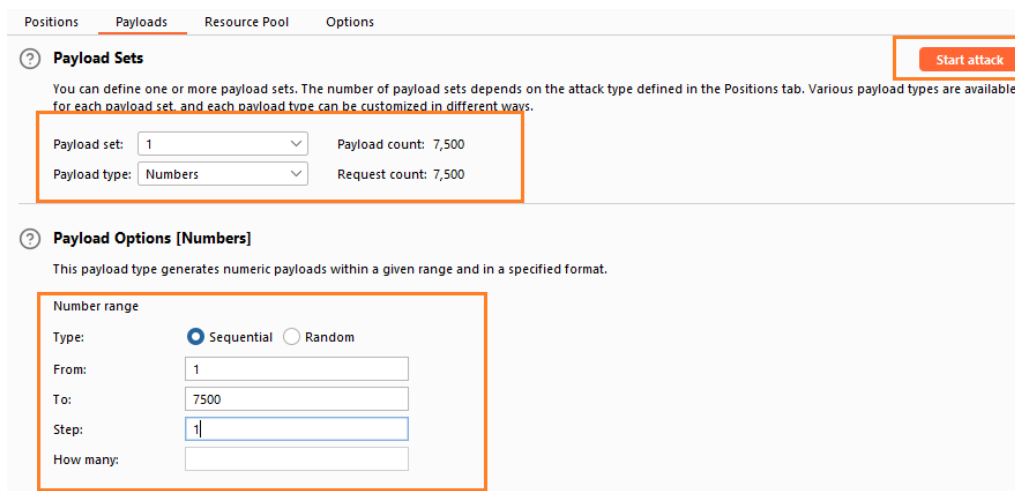 Positions Payloads Resource Pool Options
? Payload Sets
Start attack
You can define one or more payload sets. The number of payload sets depends on the attack type defined in the Positions tab. Various payload types are available
for each payload set, and each payload type can be customized in different ways.
Payload set: 1 Payload count: 7,500
Payload type: Numbers Request count: 7,500
? Payload Options [Numbers]
This payload type generates numeric payloads within a given range and in a specified format.
Number range
Type: Sequential Random
From: 1
To: 7500
Step: 1
How many: